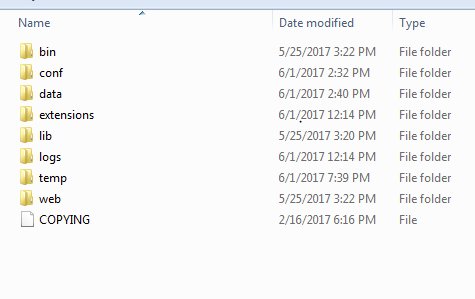 Name Date modified Type
bin 5/25/2017 3:22 PM File folder
conf 6/1/2017 2:32 PM File folder
data 6/1/2017 2:40 PM File folder
extensions 6/1/2017 12:14 PM File folder
lib 5/25/2017 3:20 PM File folder
logs 6/1/2017 12:14 PM File folder
temp 6/1/2017 7:39 PM File folder
web 5/25/2017 3:22 PM File folder
COPYING 2/16/2017 6:16 PM File